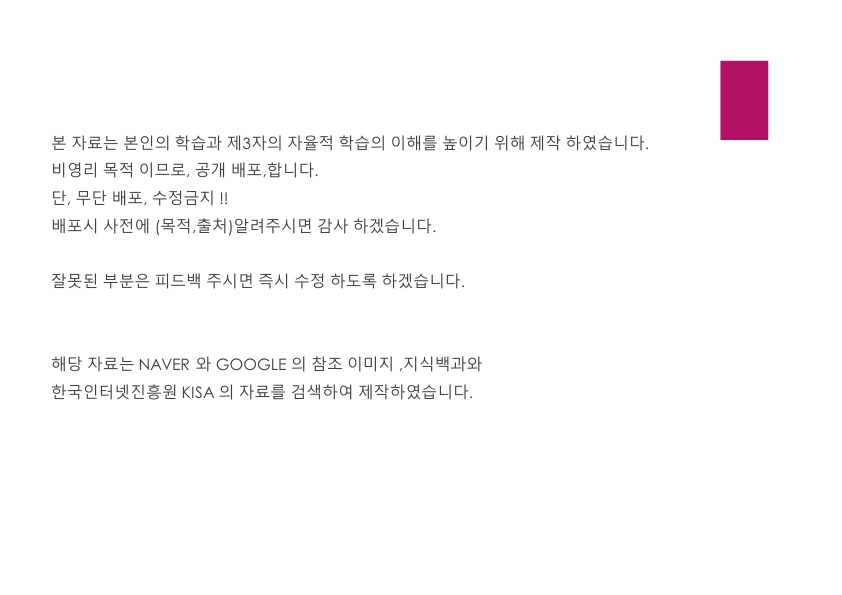 본 자료는 본인의 학습과 제3자의 자율적 학습의 이해를 높이기 위해 제작 하였습니다.
비영리 목적 이므로, 공개 배포,합니다.
단, 무단 배포, 수정금지 !!
배포시 사전에 (목적,출처)알려주시면 감사 하겠습니다.
잘못된 부분은 피드백 주시면 즉시 수정 하도록 하겠습니다.
해당 자료는 NAVER 와 GOOGLE 의 참조 이미지 ,지식백과와
한국인터넷진흥원 KISA 의 자료를 검색하여 제작하였습니다.